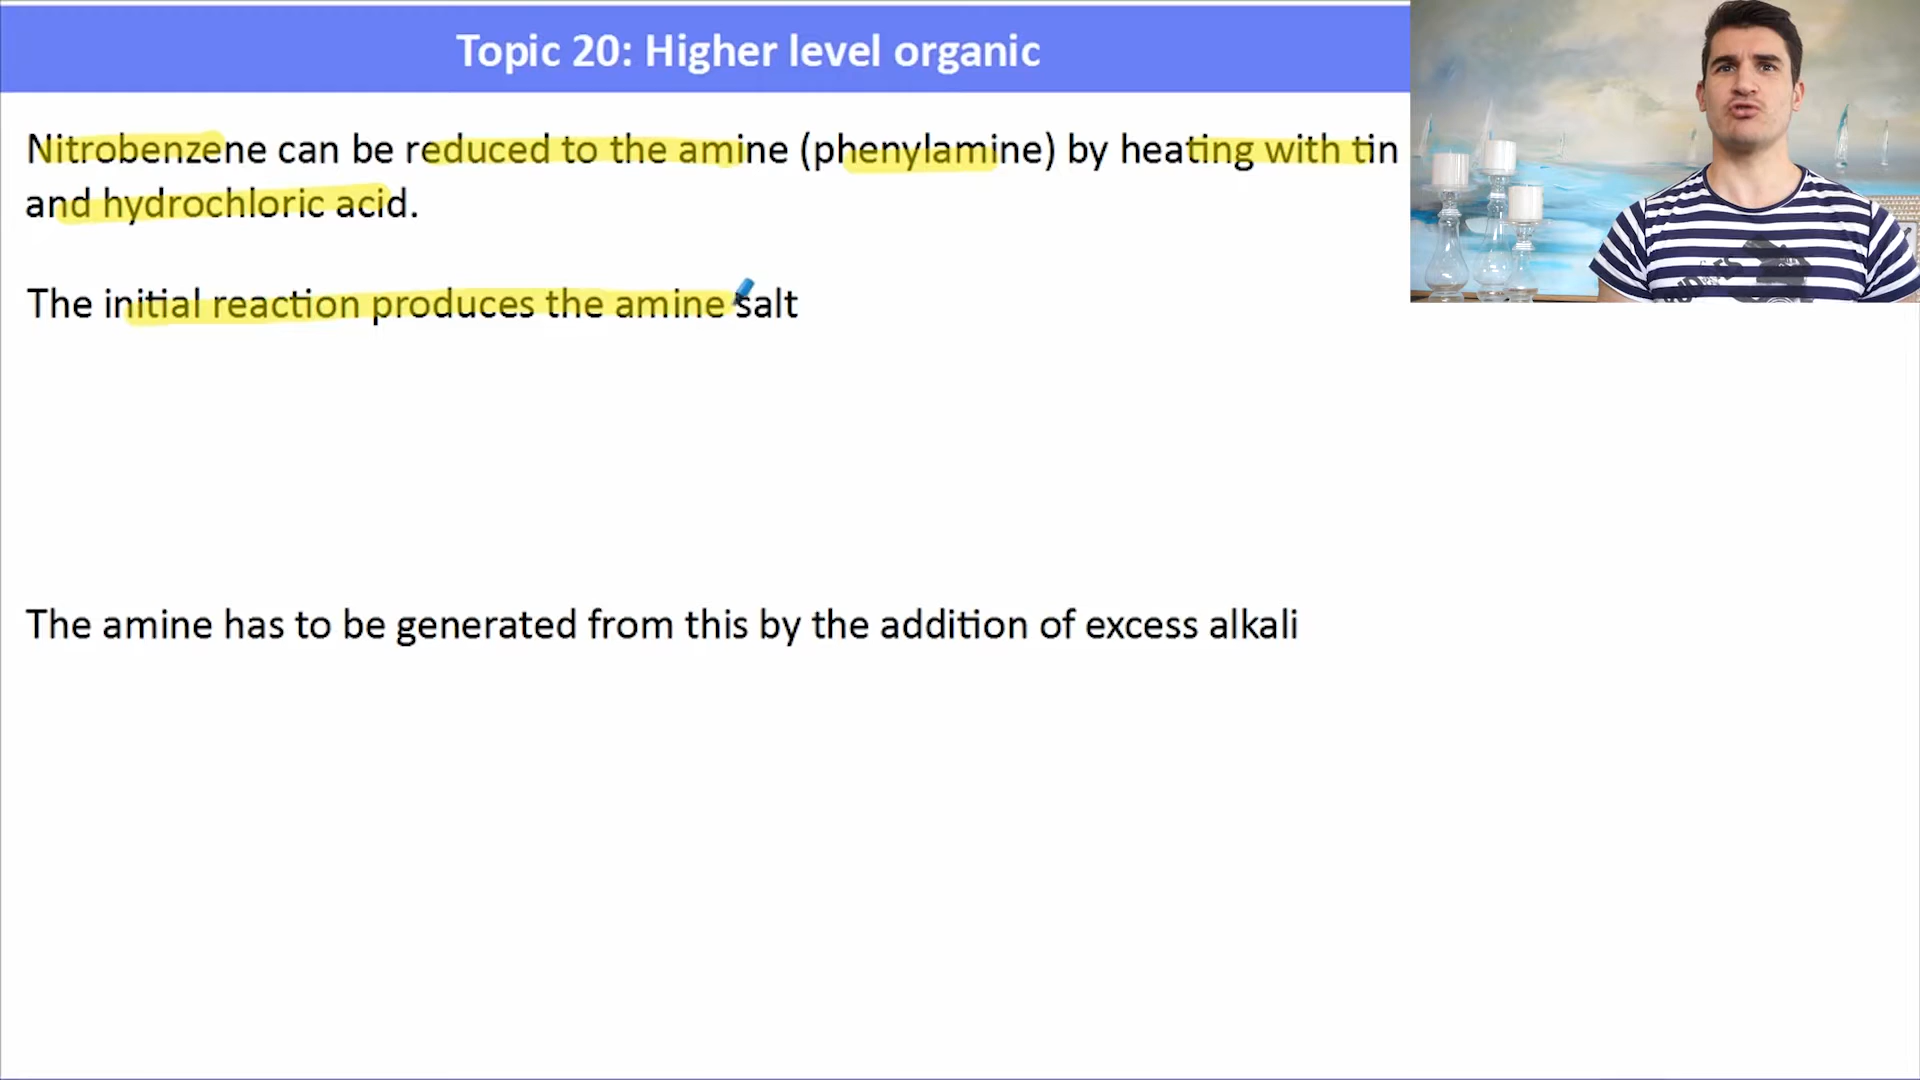 Topic 20: Higher level organic
Nitrobenzene can be reduced to the amine (phenylamine) by heating with tin
and hydrochloric acid.
The initial reaction produces the amine salt
The amine has to be generated from this by the addition of excess alkali